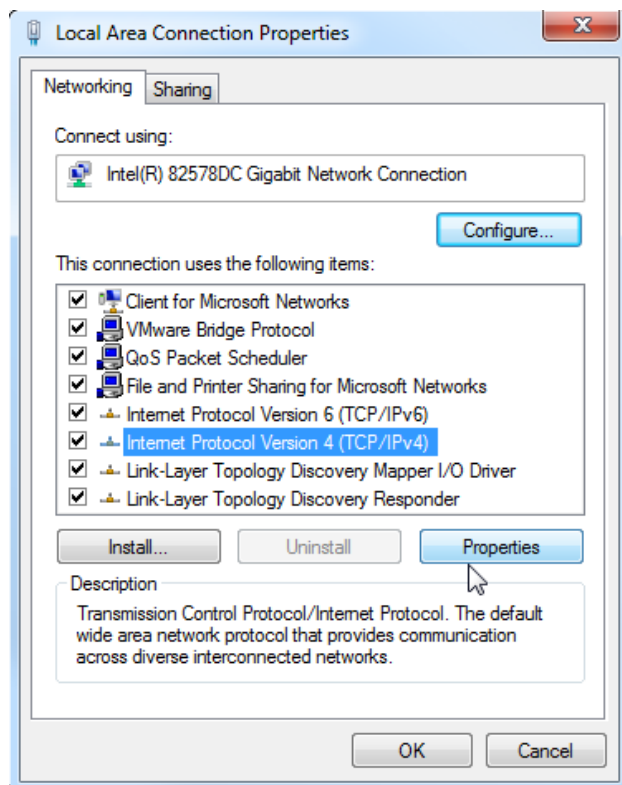 Local Area Connection Properties
Networking
Sharing
Connect using:
Intel(R) 82578DC Gigabit Network Connection
Configure...
This connection uses the following items:
Client for Microsoft Networks
VMware Bridge Protocol
QoS Packet Scheduler
File and Printer Sharing for Microsoft Networks
Internet Protocol Version 6 (TCP/IPv6)
Internet Protocol Version 4 (TCP/IPv4)
Link-Layer Topology Discovery Mapper I/O Driver
Link-Layer Topology Discovery Responder
Install...
Uninstall
Properties
Description
Transmission Control Protocol/Internet Protocol. The default
wide area network protocol that provides communication
across diverse interconnected networks.
OK
Cancel